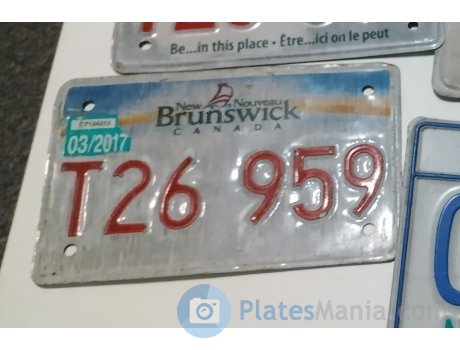 Be...in this place • Être...ici on le peut
New Nouveau
Brunswick
CANADA
03/2017
T26 959
PlatesMania.com